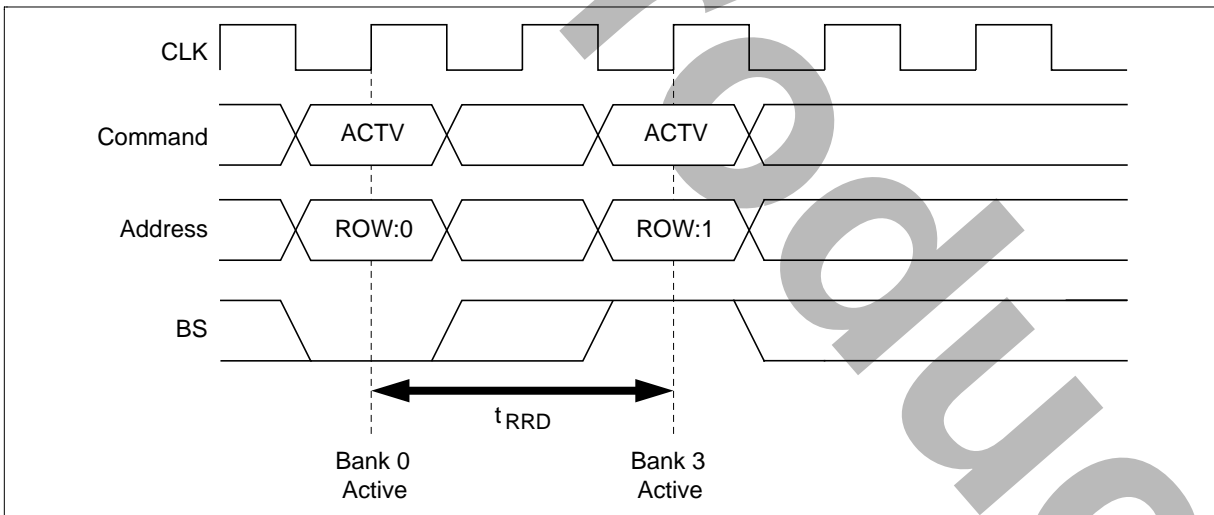 CLK
Command
ACTV
ACTV
Address
ROW:0
ROW:1
BS
tRRD
Bank 0
Active
Bank 3
Active